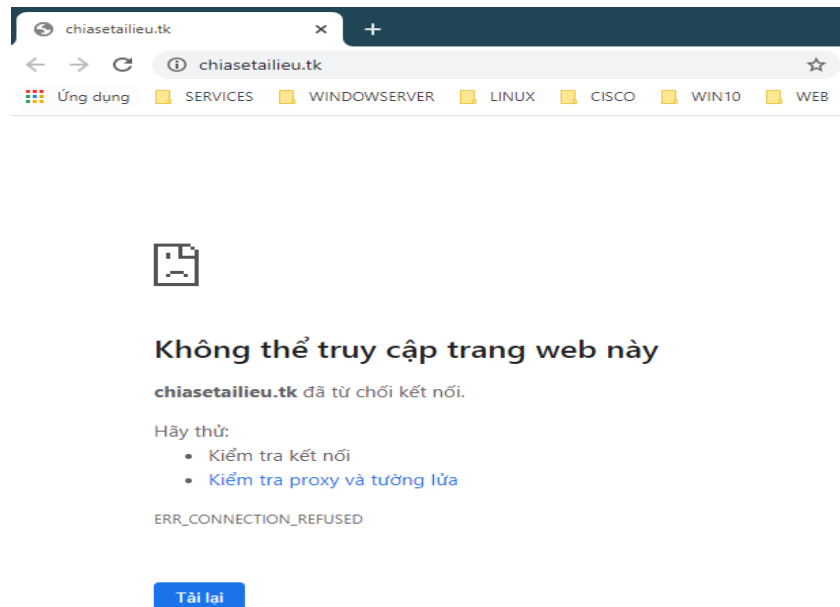 chiasetailieu.tk
chiasetailieu.tk
Ứng dụng SERVICES WINDOWSERVER LINUX CISCO WIN10 WEB
Không thể truy cập trang web này
chiasetailieu.tk đã từ chối kết nối.
Hãy thử:
Kiểm tra kết nối
Kiểm tra proxy và tường lửa
ERR_CONNECTION_REFUSED
Tải lại